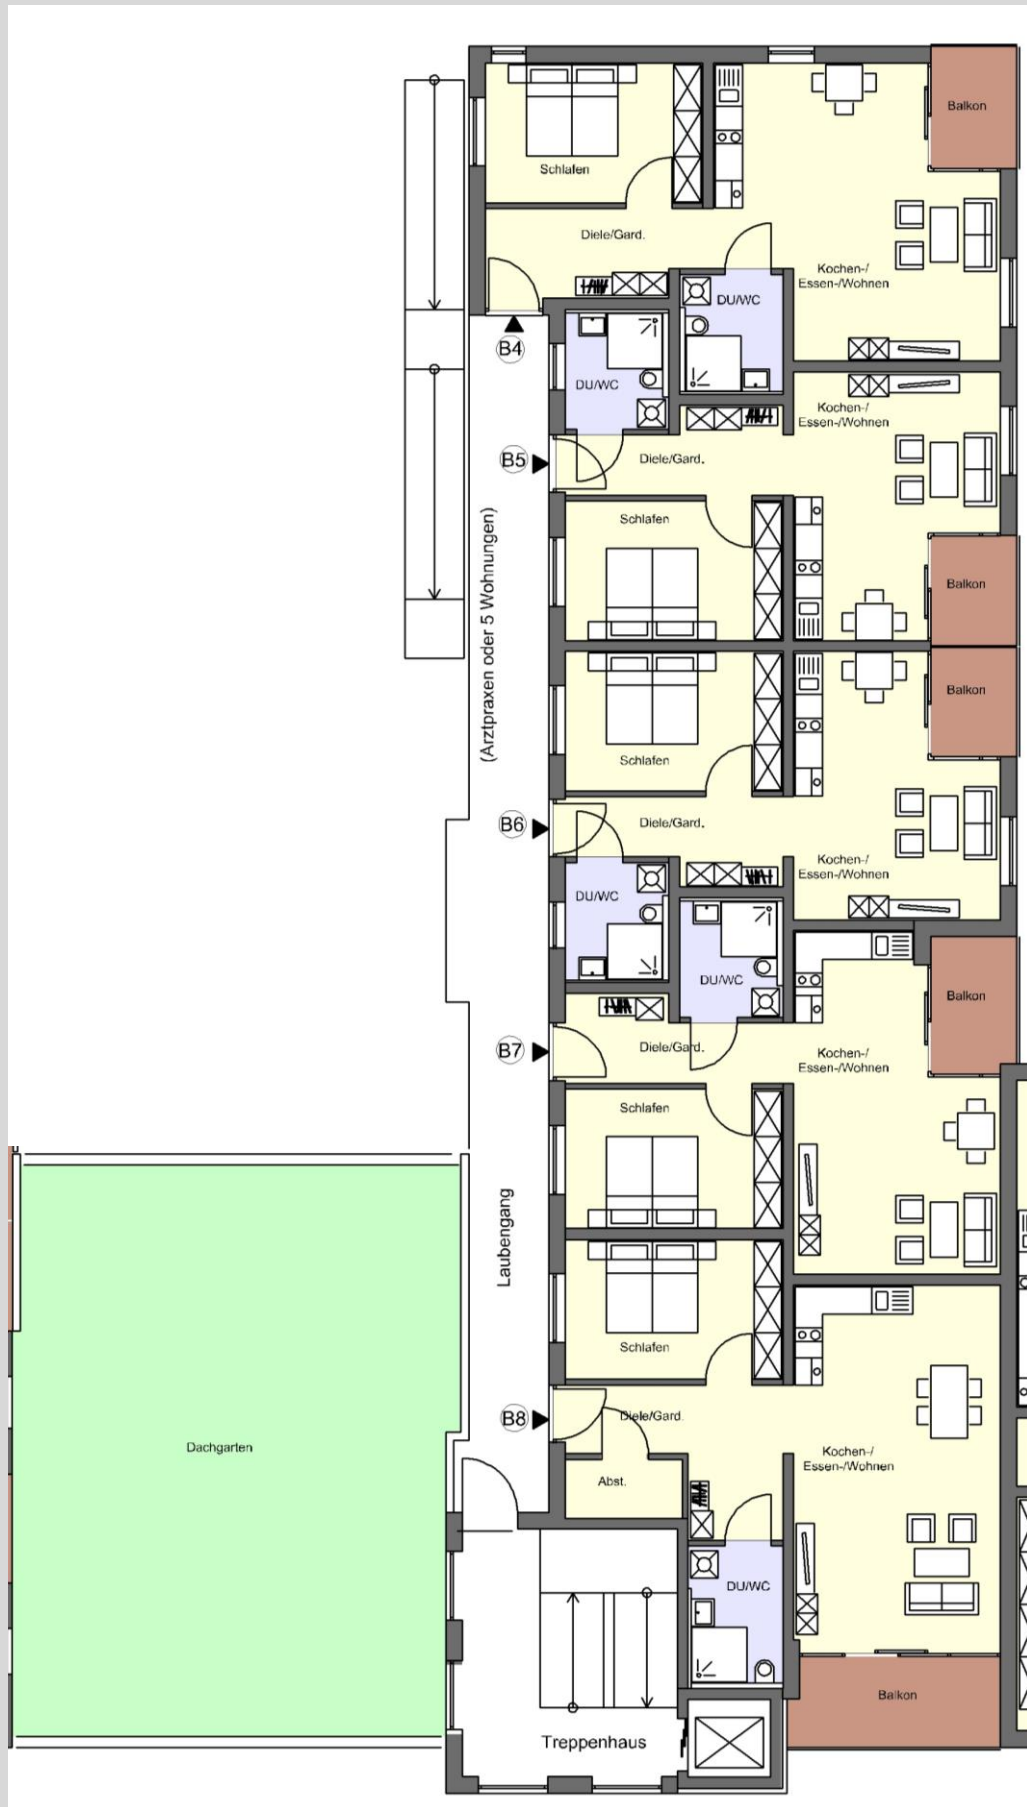 Balkon
Schlafen
Diele/Gard.
DU/WC
Kochen-/
Essen-/Wohnen
B4
DU/WC
Kochen-/
Essen-/Wohnen
B5
Diele/Gard.
Schlafen
(Arztpraxen oder 5 Wohnungen)
Balkon
Balkon
Schlafen
B6
Diele/Gard.
Kochen-/
Essen-/Wohnen
DU/WC
DU/WC
Balkon
B7
Diele/Gard.
Kochen-/
Essen-/Wohnen
Schlafen
Laubengang
Schlafen
B8
Diele/Gard.
Dachgarten
Kochen-/
Essen-/Wohnen
Abst.
DU/WC
Balkon
Treppenhaus